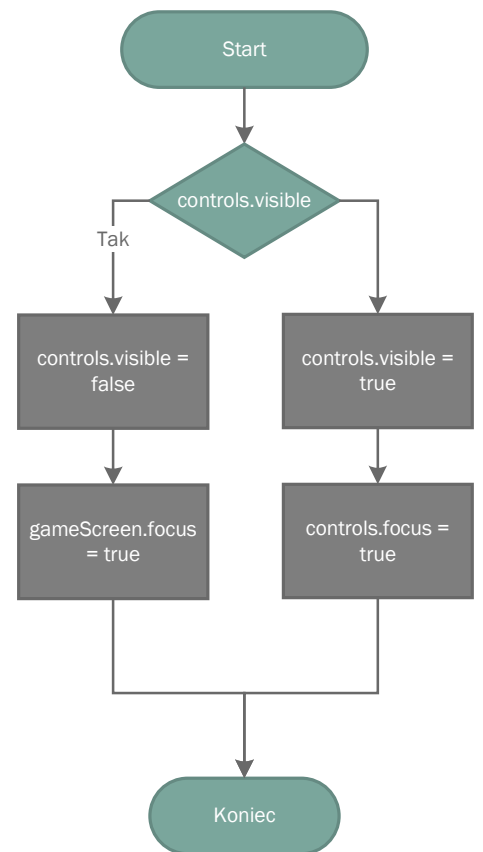 Start
controls.visible
Tak
controls.visible =
false
controls.visible =
true
gameScreen.focus
= true
controls.focus =
true
Koniec